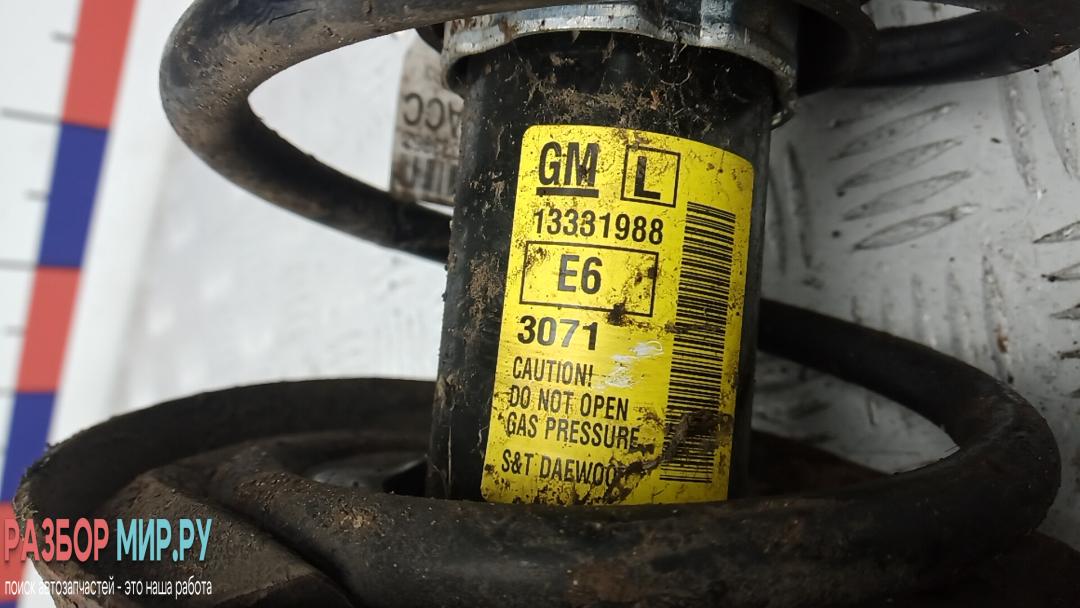 GM L
13331988
E6
3071
CAUTION!
DO NOT OPEN
GAS PRESSURE
S&T DAEWOO
РАЗБОР МИР.РУ
поиск автозапчастей - это наша работа